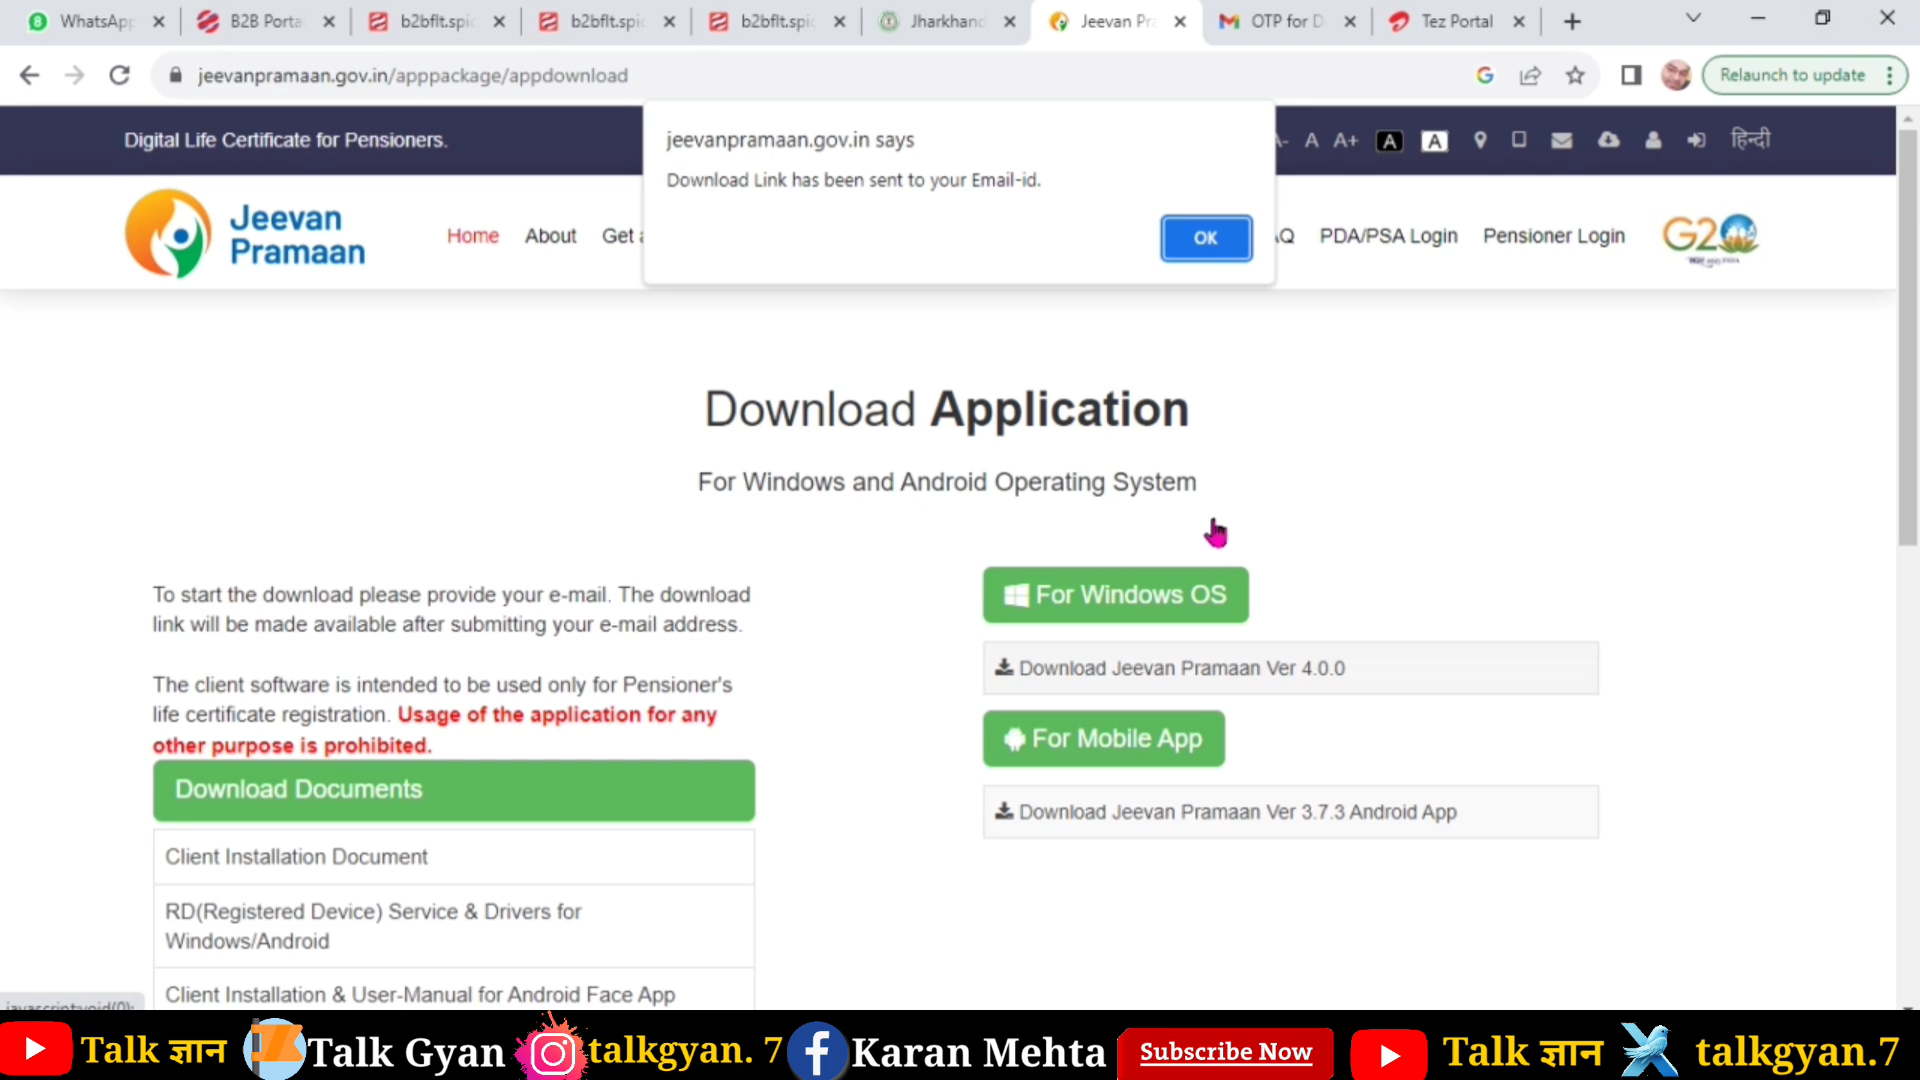 WhatsApp
B2B Porta
b2bflt.spic
b2bflt.spic
b2bflt.spic
Jharkhand
Jeevan Pra
OTP for D
Tez Portal
jeevanpramaan.gov.in/apppackage/appdownload
Relaunch to update
Digital Life Certificate for Pensioners.
A- A A+ A A हिन्दी
jeevanpramaan.gov.in says
Download Link has been sent to your Email-id.
OK
Jeevan
Pramaan
Home About Get PDA/PSA Login Pensioner Login
G20
Download Application
For Windows and Android Operating System
To start the download please provide your e-mail. The download
link will be made available after submitting your e-mail address.
The client software is intended to be used only for Pensioner's
life certificate registration. Usage of the application for any
other purpose is prohibited.
Download Documents
Client Installation Document
RD(Registered Device) Service & Drivers for
Windows/Android
Client Installation & User-Manual for Android Face App
For Windows OS
Download Jeevan Pramaan Ver 4.0.0
For Mobile App
Download Jeevan Pramaan Ver 3.7.3 Android App
javascript:void(0);
Talk ज्ञान Talk Gyan talkgyan. 7 Karan Mehta Subscribe Now Talk ज्ञान talkgyan.7